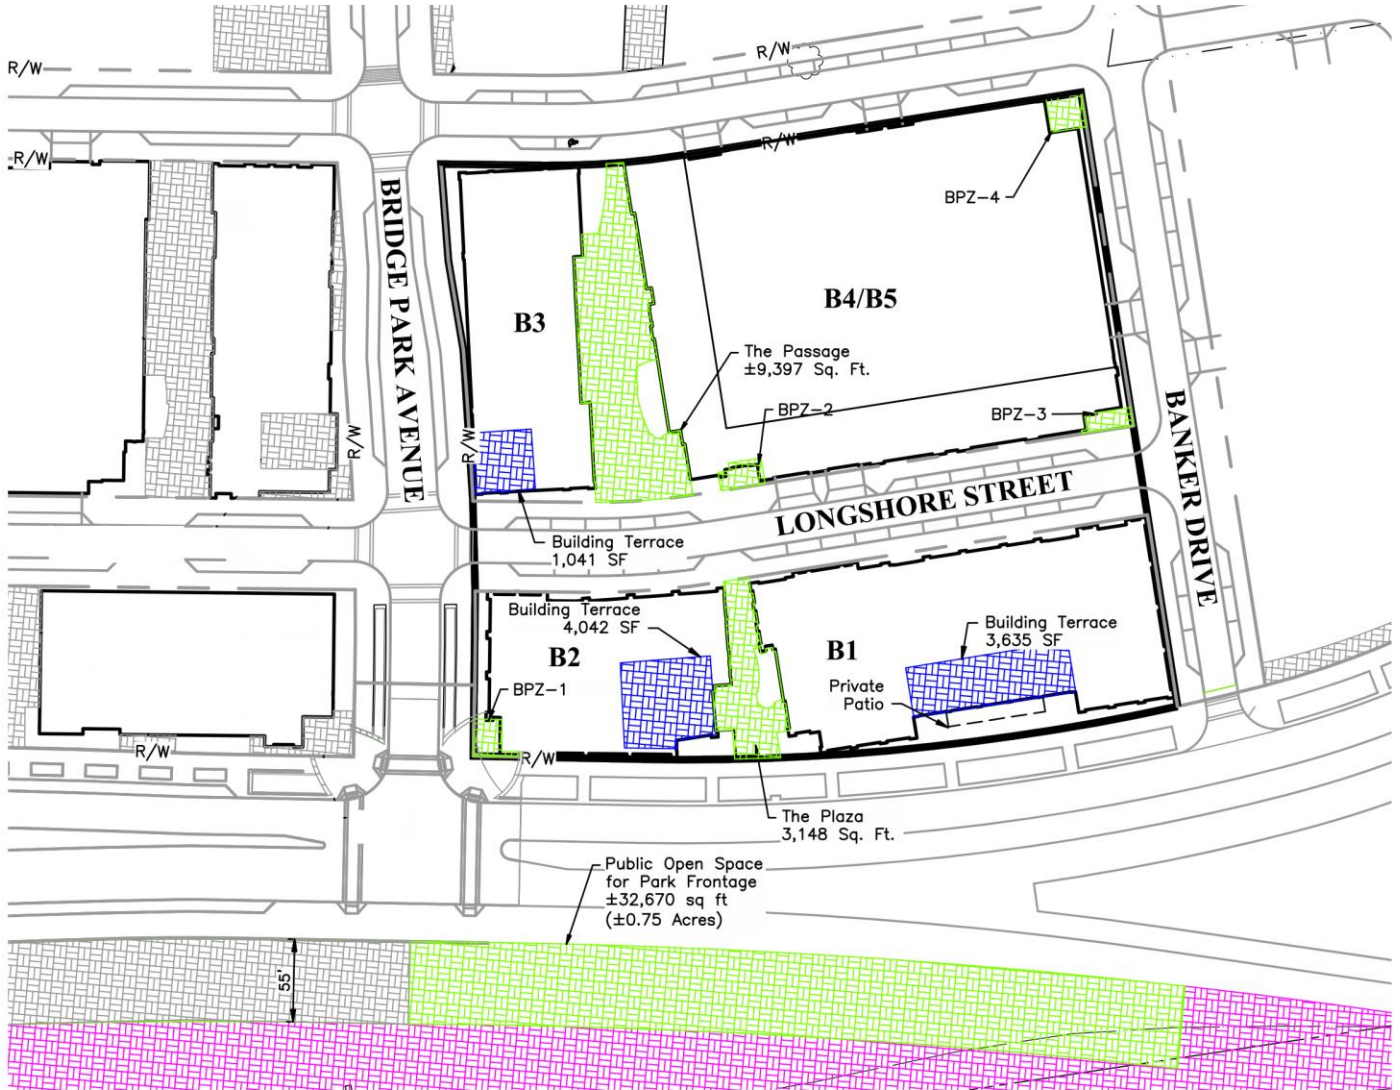 R/W
R/W
R/W
R/W
BRIDGE PARK AVENUE
BPZ-4
B4/B5
B3
The Passage
±9,397 Sq. Ft.
BPZ-2
BPZ-3
BANKER DRIVE
R/W
R/W
LONGSHORE STREET
Building Terrace
1,041 SF
Building Terrace
4,042 SF
Building Terrace
3,635 SF
B2
B1
BPZ-1
Private
Patio
R/W
R/W
The Plaza
3,148 Sq. Ft.
Public Open Space
for Park Frontage
±32,670 sq ft
(±0.75 Acres)
55'